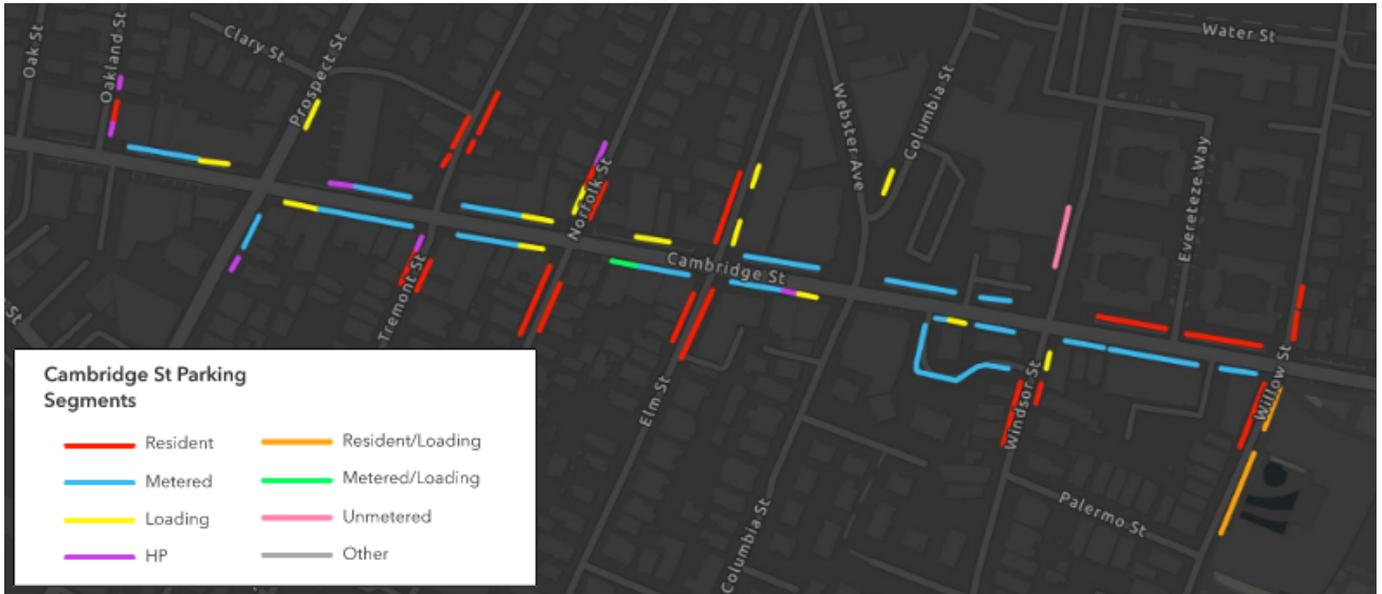 Oak St
Oakland St
Clary St
Prospect St
Norfolk St
Tremont St
Cambridge St
Elm St
Columbia St
Webster Ave
Columbia St
Water St
Evereteze Way
Windsor St
Willow St
Palermo St
St
Cambridge St Parking
Segments
Resident
Metered
Loading
HP
Resident/Loading
Metered/Loading
Unmetered
Other